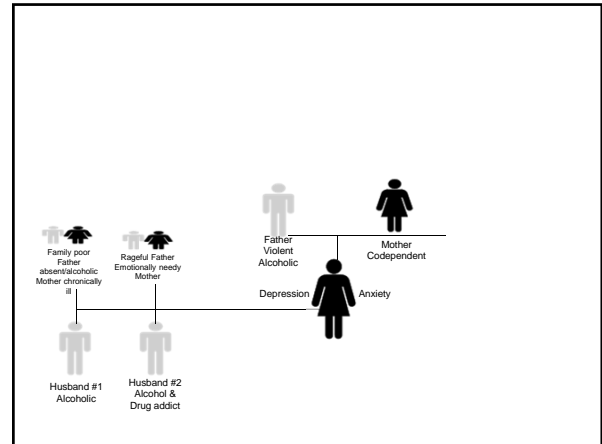 Family poor
Father
absent/alcoholic
Mother chronically
ill
Rageful Father
Emotionally needy
Mother
Father
Violent
Alcoholic
Mother
Codependent
Depression
Anxiety
Husband #1
Alcoholic
Husband #2
Alcohol &
Drug addict